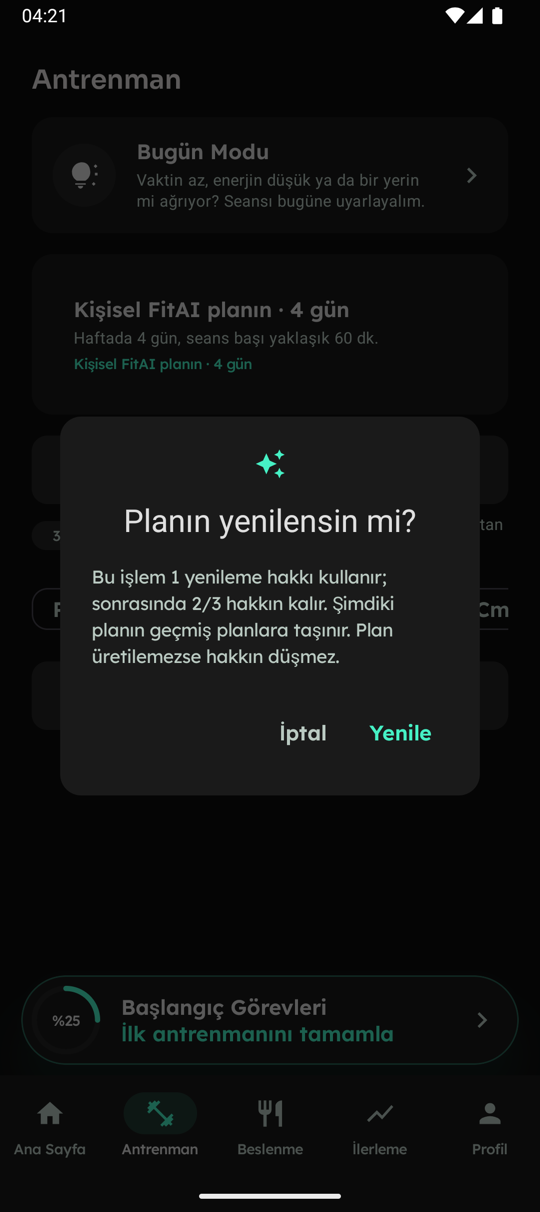 04:21
Antrenman
Bugün Modu
Vaktin az, enerjin düşük ya da bir yerin
mi ağrıyor? Seansı bugüne uyarlayalım.
Kişisel FitAI planın · 4 gün
Haftada 4 gün, seans başı yaklaşık 60 dk.
Kişisel FitAI planın · 4 gün
Planın yenilensin mi?
3
tan
Bu işlem 1 yenileme hakkı kullanır;
sonrasında 2/3 hakkın kalır. Şimdiki
planın geçmiş planlara taşınır. Plan
üretilemezse hakkın düşmez.
Cm
İptal
Yenile
%25
Başlangıç Görevleri
İlk antrenmanını tamamla
Ana Sayfa
Antrenman
Beslenme
İlerleme
Profil